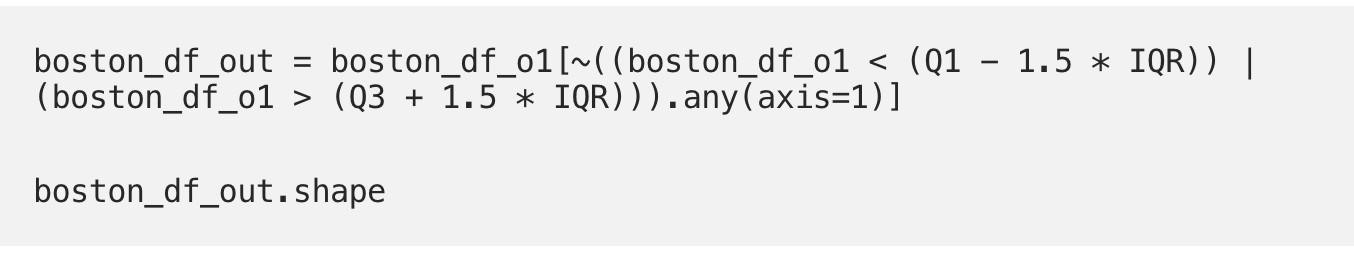 boston_df_out = boston_df_o1[~((boston_df_o1 < (Q1 - 1.5 * IQR)) |
(boston_df_o1 > (Q3 + 1.5 * IQR))).any(axis=1)]
boston_df_out.shape